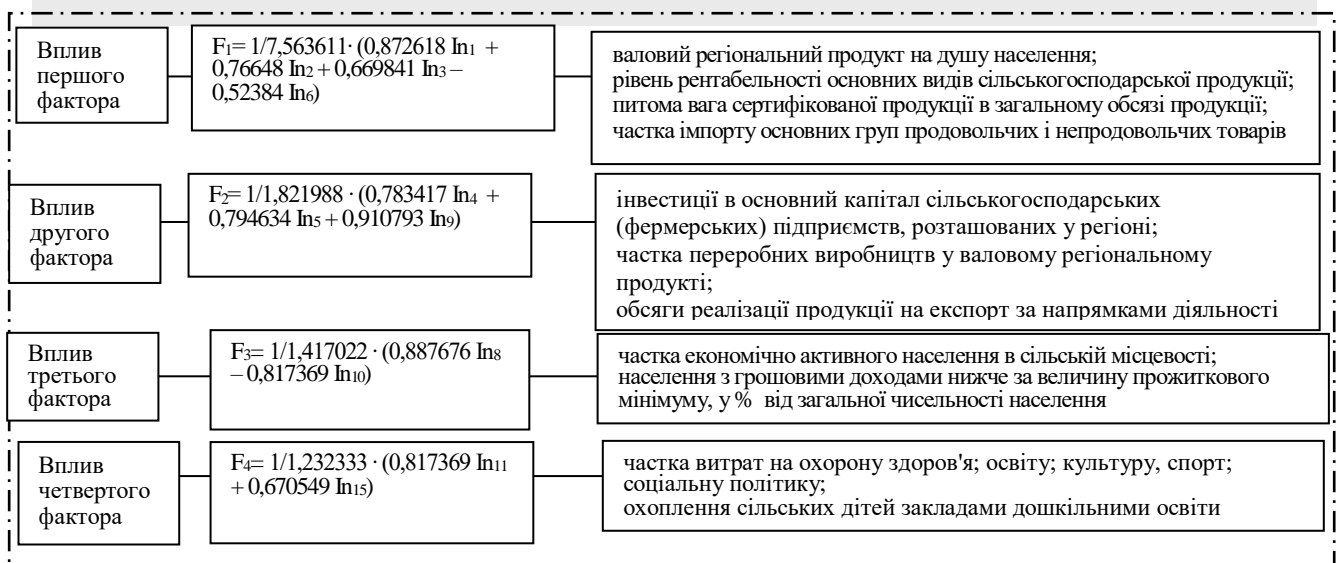 Вплив
першого
фактора
F₁= 1/7,563611· (0,872618 In₁ +
0,76648 In₂ + 0,669841 In₃ –
0,52384 In₆)
валовий регіональний продукт на душу населення;
рівень рентабельності основних видів сільськогосподарської продукції;
питома вага сертифікованої продукції в загальному обсязі продукції;
частка імпорту основних груп продовольчих і непродовольчих товарів
Вплив
другого
фактора
F₂= 1/1,821988 · (0,783417 In₄ +
0,794634 In₅ + 0,910793 In₉)
інвестиції в основний капітал сільськогосподарських
(фермерських) підприємств, розташованих у регіоні;
частка переробних виробництв у валовому регіональному
продукті;
обсяги реалізації продукції на експорт за напрямками діяльності
Вплив
третього
фактора
F₃= 1/1,417022 · (0,887676 In₈
– 0,817369 In₁₀)
частка економічно активного населення в сільській місцевості;
населення з грошовими доходами нижче за величину прожиткового
мінімуму, у % від загальної чисельності населення
Вплив
четвертого
фактора
F₄= 1/1,232333 · (0,817369 In₁₁
+ 0,670549 In₁₅)
частка витрат на охорону здоров'я; освіту; культуру, спорт;
соціальну політику;
охоплення сільських дітей закладами дошкільними освіти